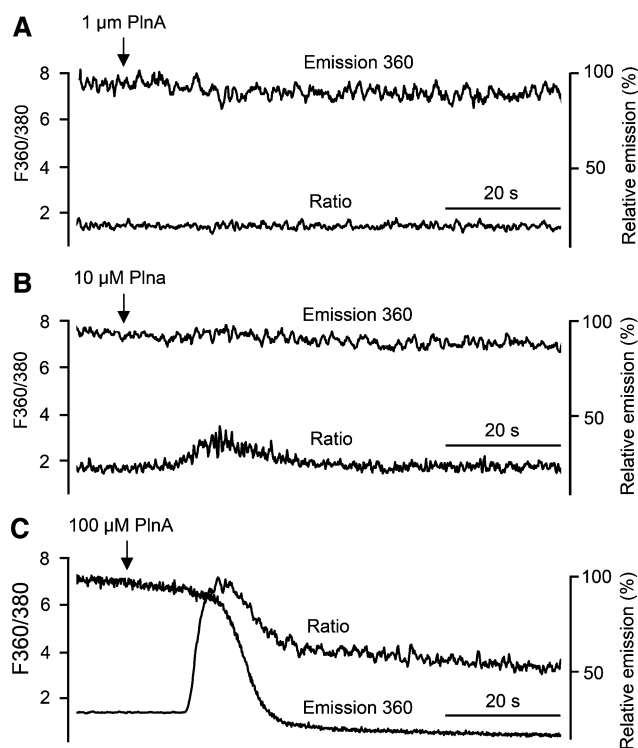 A
1 µm PlnA
Emission 360
8
6
4
2
F360/380
Ratio
20 s
100
50
Relative emission (%)
B
10 µM Plna
Emission 360
8
6
4
2
F360/380
Ratio
20 s
100
50
Relative emission (%)
C
100 µM PlnA
8
6
4
2
F360/380
Ratio
Emission 360
20 s
100
50
Relative emission (%)